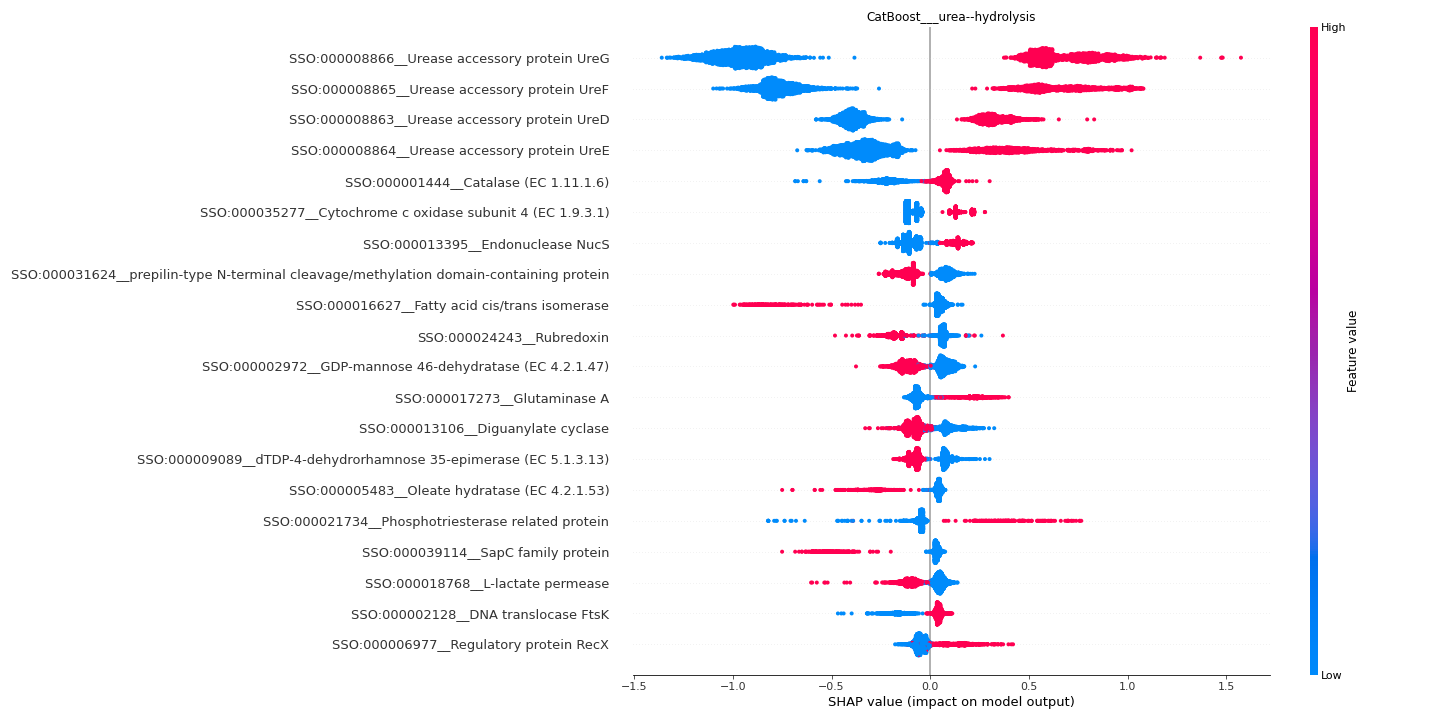 CatBoost___urea--hydrolysis
High
SSO:000008866__Urease accessory protein UreG
SSO:000008865__Urease accessory protein UreF
SSO:000008863__Urease accessory protein UreD
SSO:000008864__Urease accessory protein UreE
SSO:000001444__Catalase (EC 1.11.1.6)
SSO:000035277__Cytochrome c oxidase subunit 4 (EC 1.9.3.1)
SSO:000013395__Endonuclease NucS
SSO:000031624__prepilin-type N-terminal cleavage/methylation domain-containing protein
SSO:000016627__Fatty acid cis/trans isomerase
SSO:000024243__Rubredoxin
SSO:000002972__GDP-mannose 46-dehydratase (EC 4.2.1.47)
SSO:000017273__Glutaminase A
SSO:000013106__Diguanylate cyclase
SSO:000009089__dTDP-4-dehydrorhamnose 35-epimerase (EC 5.1.3.13)
SSO:000005483__Oleate hydratase (EC 4.2.1.53)
SSO:000021734__Phosphotriesterase related protein
SSO:000039114__SapC family protein
SSO:000018768__L-lactate permease
SSO:000002128__DNA translocase FtsK
SSO:000006977__Regulatory protein RecX
Feature value
Low
−1.5 −1.0 −0.5 0.0 0.5 1.0 1.5
SHAP value (impact on model output)